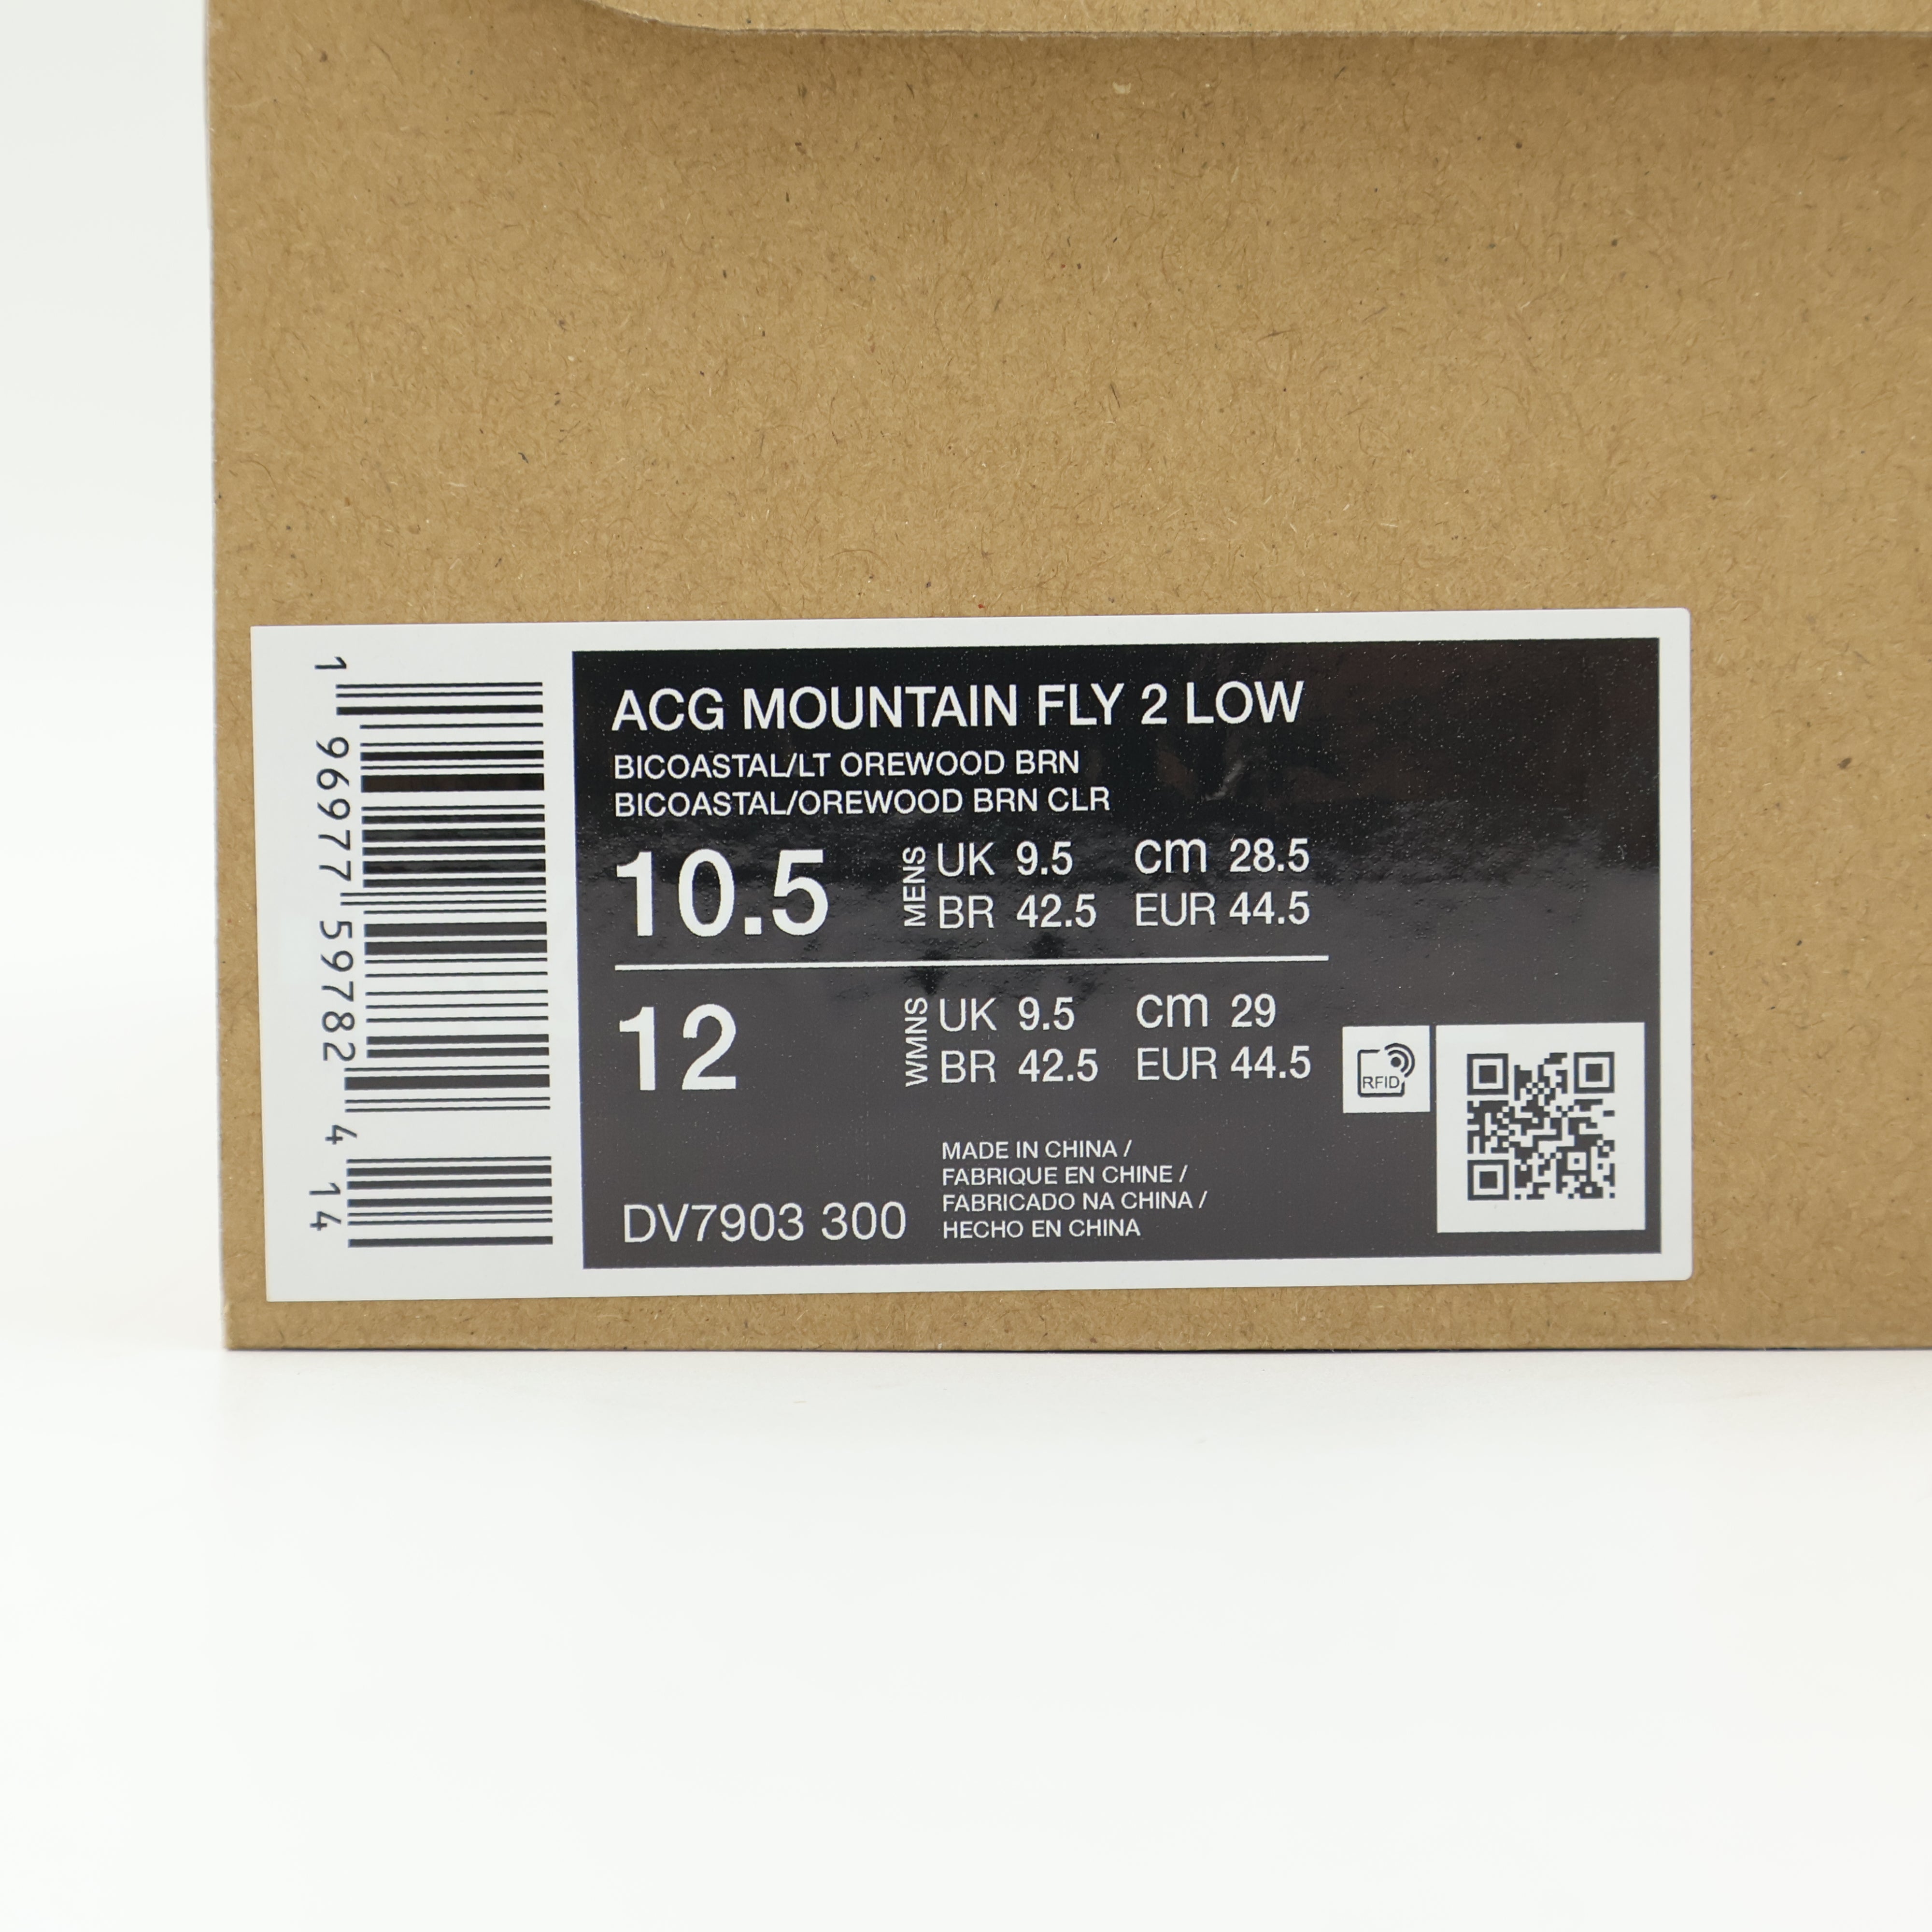 1 96977 59782 4 14
ACG MOUNTAIN FLY 2 LOW
BICOASTAL/LT OREWOOD BRN
BICOASTAL/OREWOOD BRN CLR
10.5 MENS UK 9.5 cm 28.5
BR 42.5 EUR 44.5
12 WMNS UK 9.5 cm 29
BR 42.5 EUR 44.5
RFID
MADE IN CHINA /
FABRIQUE EN CHINE /
FABRICADO NA CHINA /
HECHO EN CHINA
DV7903 300